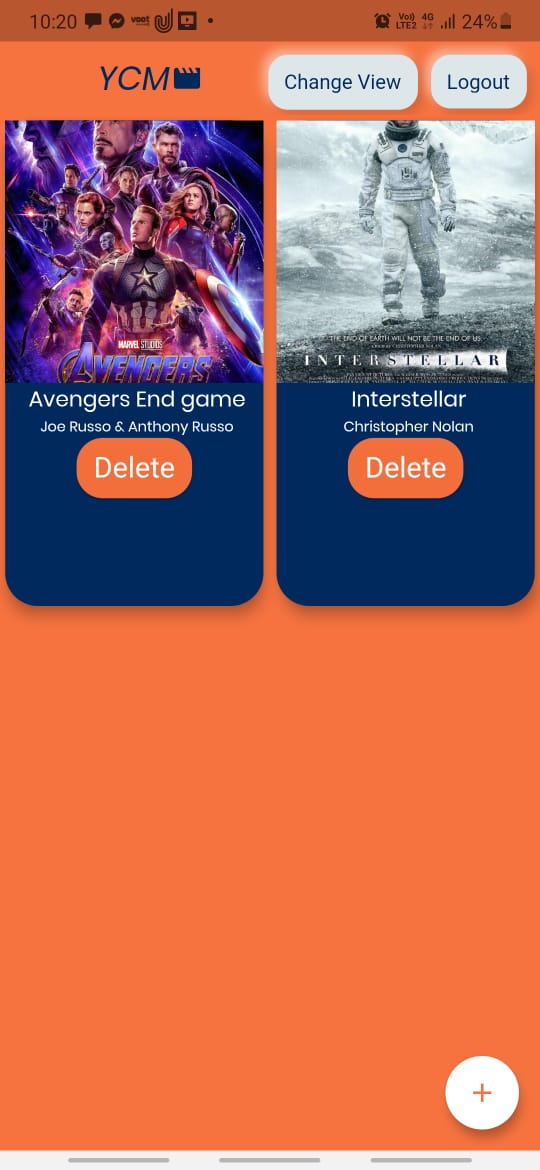 10:20
voot
Vo)) 4G
LTE2
24%
YCM
Change View
Logout
MARVEL STUDIOS
AVENGERS
THE END OF EARTH WILL NOT BE THE END OF US
INTERSTELLAR
Avengers End game
Interstellar
Joe Russo & Anthony Russo
Christopher Nolan
Delete
Delete
+